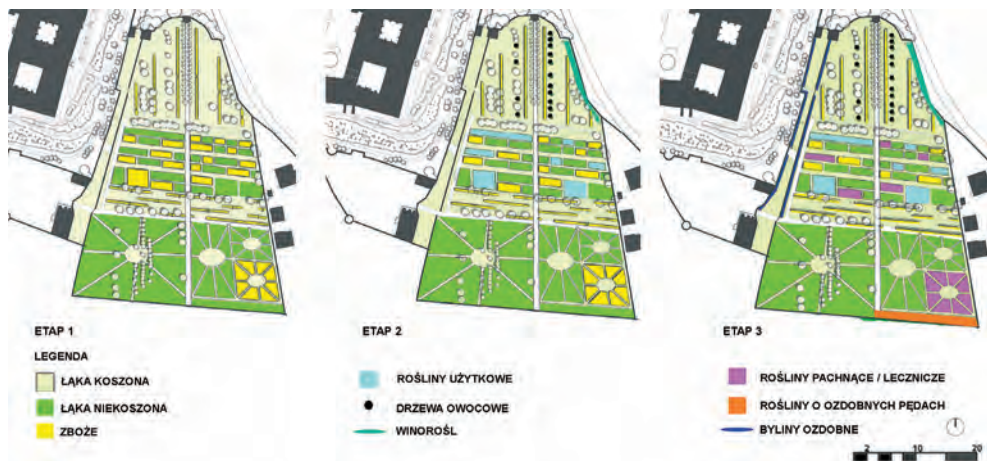 ETAP 1
ETAP 2
ETAP 3
LEGENDA
ŁĄKA KOSZONA
ŁĄKA NIEKOSZONA
ZBOŻE
ROŚLINY UŻYTKOWE
DRZEWA OWOCOWE
WINOROŚL
ROŚLINY PACHNĄCE / LECZNICZE
ROŚLINY O OZDOBNYCH PĘDACH
BYLINY OZDOBNE
2 10 20